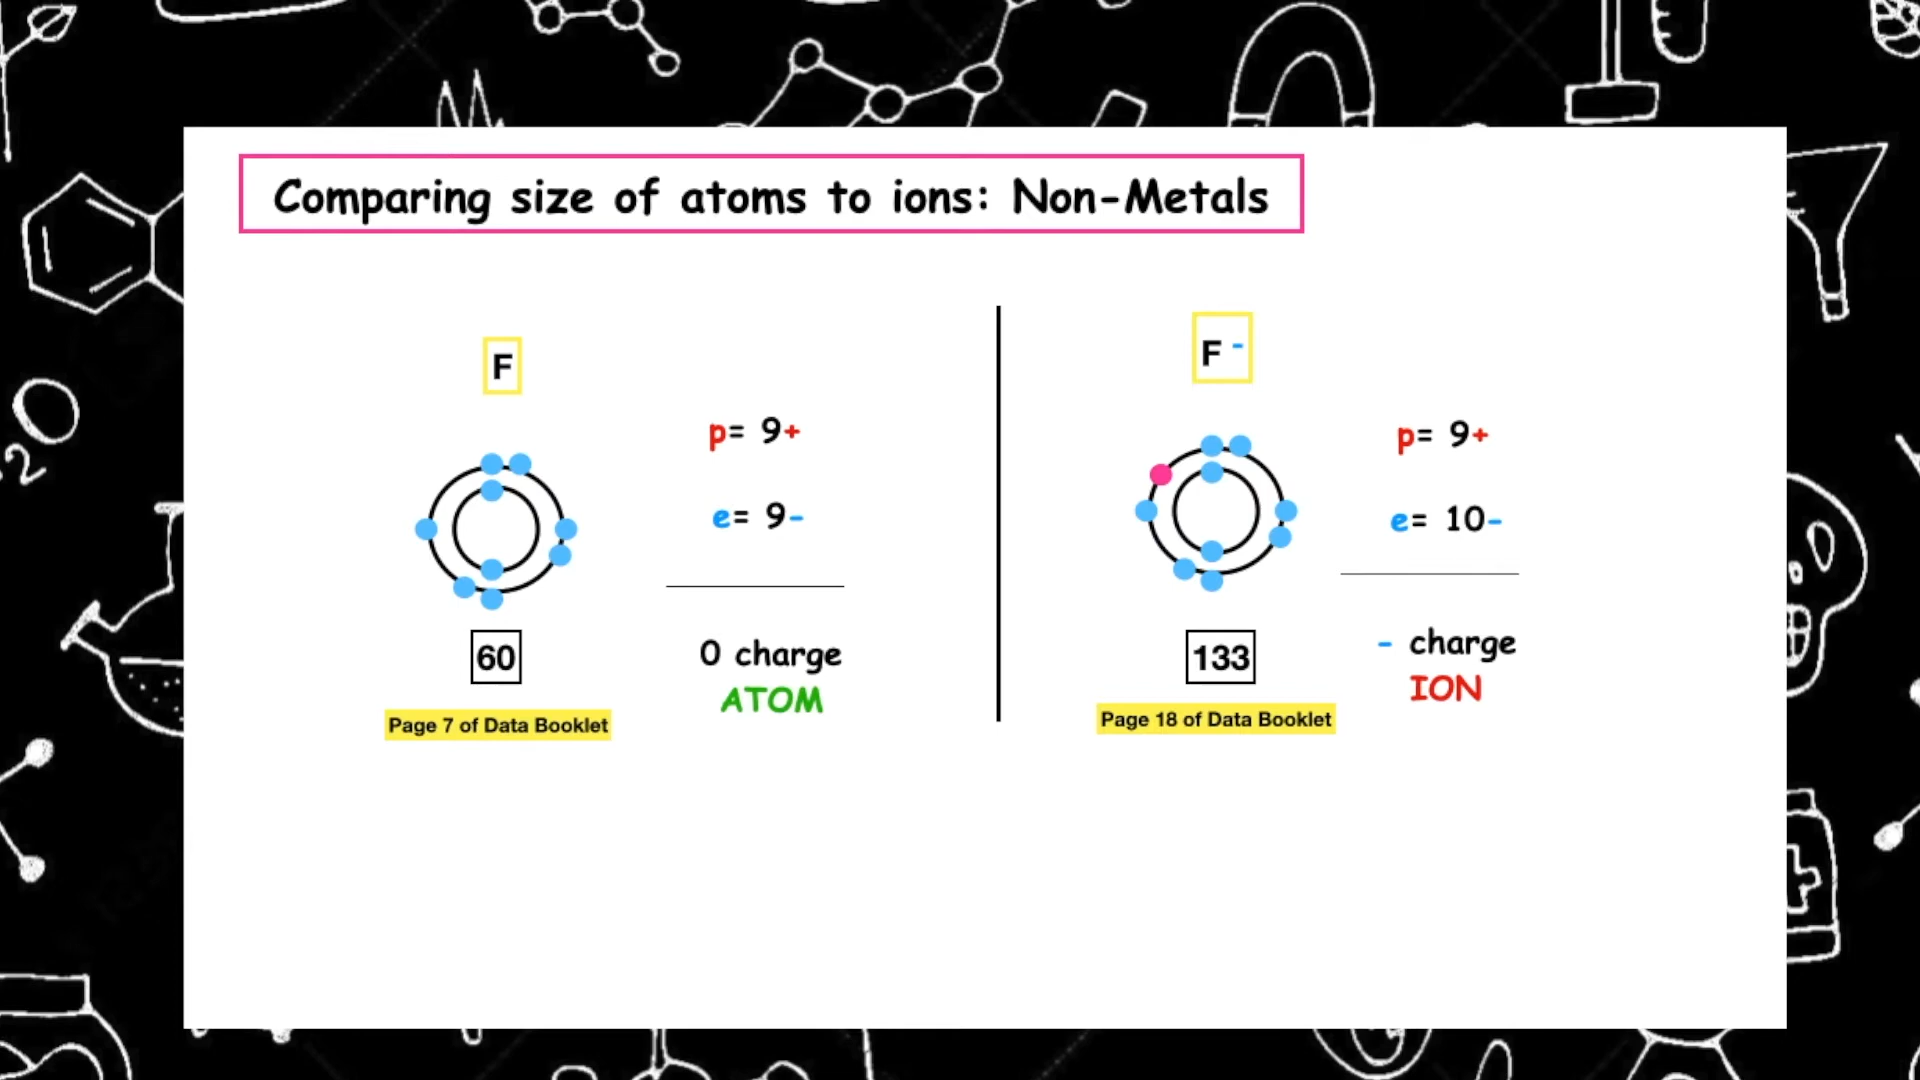 Comparing size of atoms to ions: Non-Metals
F
p= 9+
e= 9-
60
0 charge
ATOM
Page 7 of Data Booklet
F -
p= 9+
e= 10-
133
- charge
ION
Page 18 of Data Booklet
2O